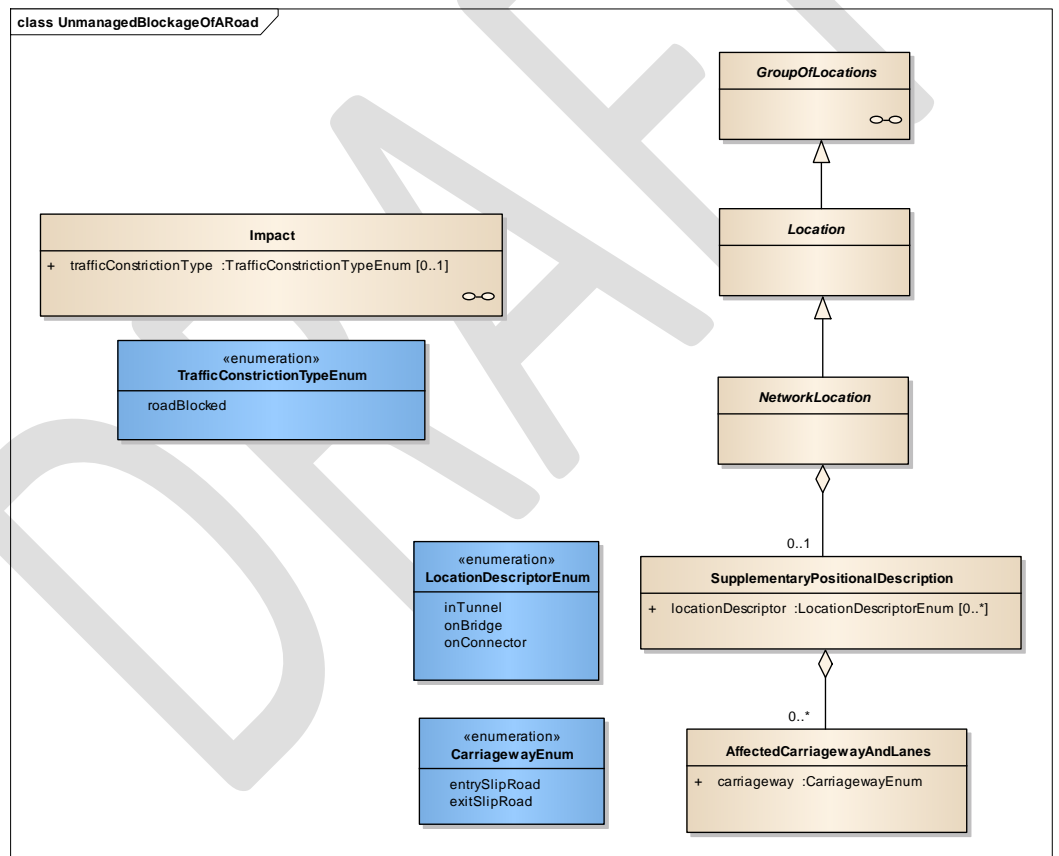 class UnmanagedBlockageOfARoad
GroupOfLocations
Impact
+ trafficConstrictionType :TrafficConstrictionTypeEnum [0..1]
Location
«enumeration»
TrafficConstrictionTypeEnum
roadBlocked
NetworkLocation
0..1
«enumeration»
LocationDescriptorEnum
inTunnel
onBridge
onConnector
SupplementaryPositionalDescription
+ locationDescriptor :LocationDescriptorEnum [0..*]
0..*
«enumeration»
CarriagewayEnum
entrySlipRoad
exitSlipRoad
AffectedCarriagewayAndLanes
+ carriageway :CarriagewayEnum
DRAFT